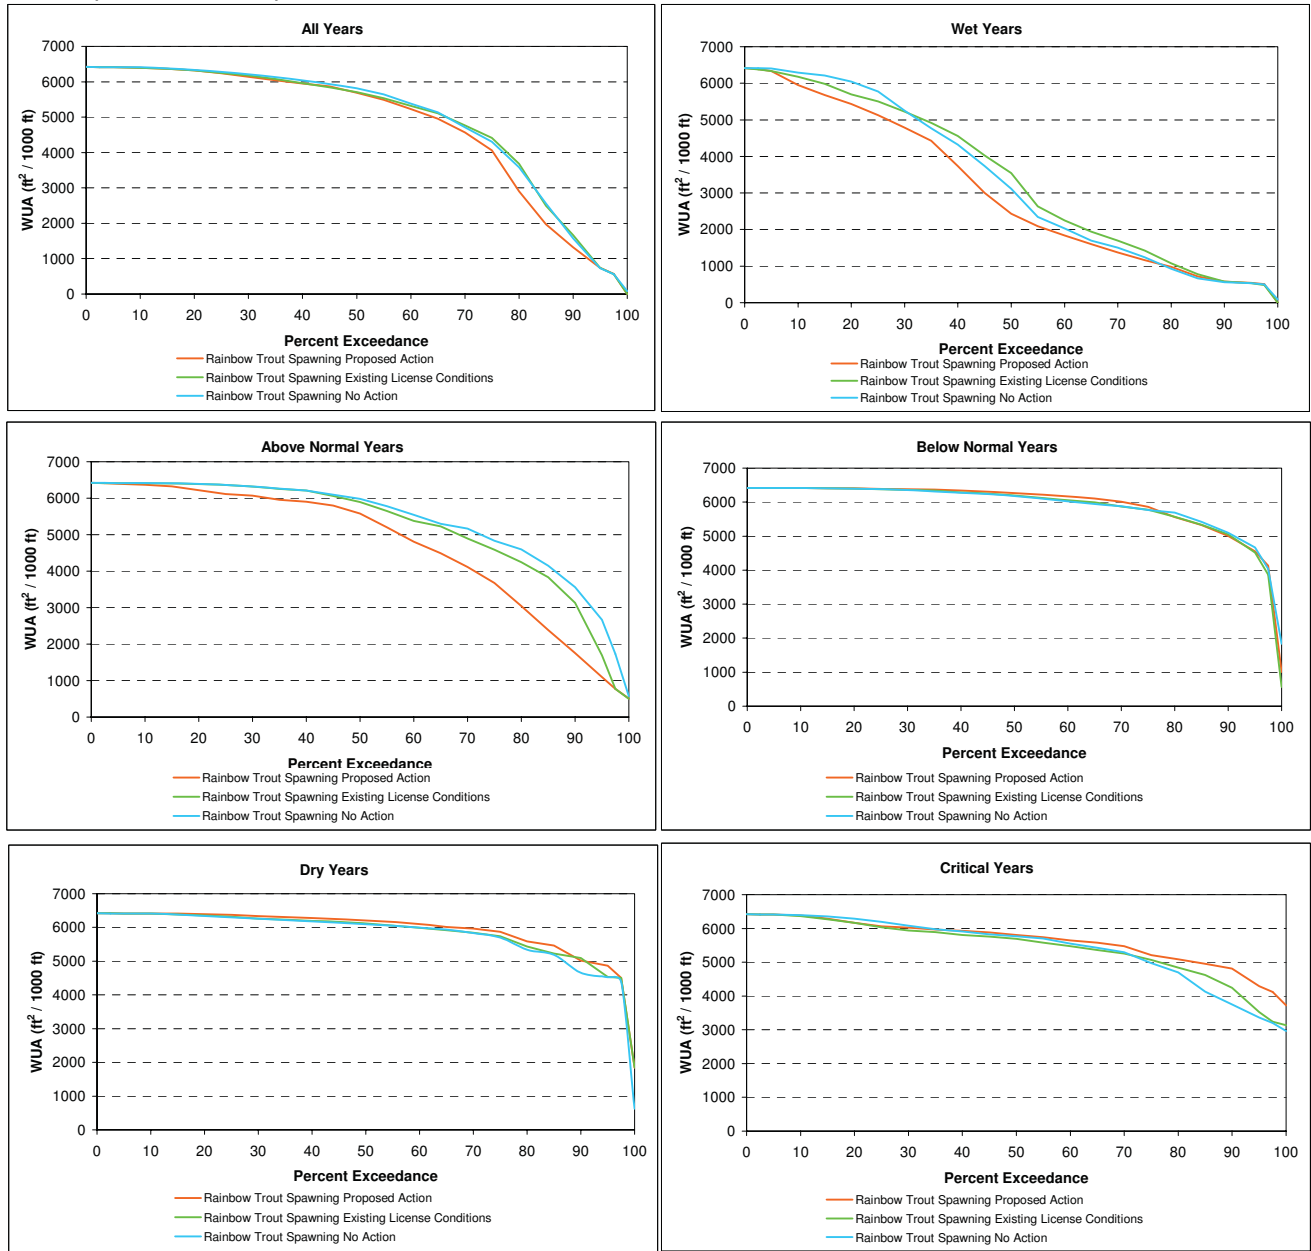 All Years
7000
6000
5000
4000
3000
2000
1000
0
WUA (ft² / 1000 ft)
0 10 20 30 40 50 60 70 80 90 100
Percent Exceedance
Rainbow Trout Spawning Proposed Action
Rainbow Trout Spawning Existing License Conditions
Rainbow Trout Spawning No Action
Wet Years
7000
6000
5000
4000
3000
2000
1000
0
WUA (ft² / 1000 ft)
0 10 20 30 40 50 60 70 80 90 100
Percent Exceedance
Rainbow Trout Spawning Proposed Action
Rainbow Trout Spawning Existing License Conditions
Rainbow Trout Spawning No Action
Above Normal Years
7000
6000
5000
4000
3000
2000
1000
0
WUA (ft² / 1000 ft)
0 10 20 30 40 50 60 70 80 90 100
Percent Exceedance
Rainbow Trout Spawning Proposed Action
Rainbow Trout Spawning Existing License Conditions
Rainbow Trout Spawning No Action
Below Normal Years
7000
6000
5000
4000
3000
2000
1000
0
WUA (ft² / 1000 ft)
0 10 20 30 40 50 60 70 80 90 100
Percent Exceedance
Rainbow Trout Spawning Proposed Action
Rainbow Trout Spawning Existing License Conditions
Rainbow Trout Spawning No Action
Dry Years
7000
6000
5000
4000
3000
2000
1000
0
WUA (ft² / 1000 ft)
0 10 20 30 40 50 60 70 80 90 100
Percent Exceedance
Rainbow Trout Spawning Proposed Action
Rainbow Trout Spawning Existing License Conditions
Rainbow Trout Spawning No Action
Critical Years
7000
6000
5000
4000
3000
2000
1000
0
WUA (ft² / 1000 ft)
0 10 20 30 40 50 60 70 80 90 100
Percent Exceedance
Rainbow Trout Spawning Proposed Action
Rainbow Trout Spawning Existing License Conditions
Rainbow Trout Spawning No Action